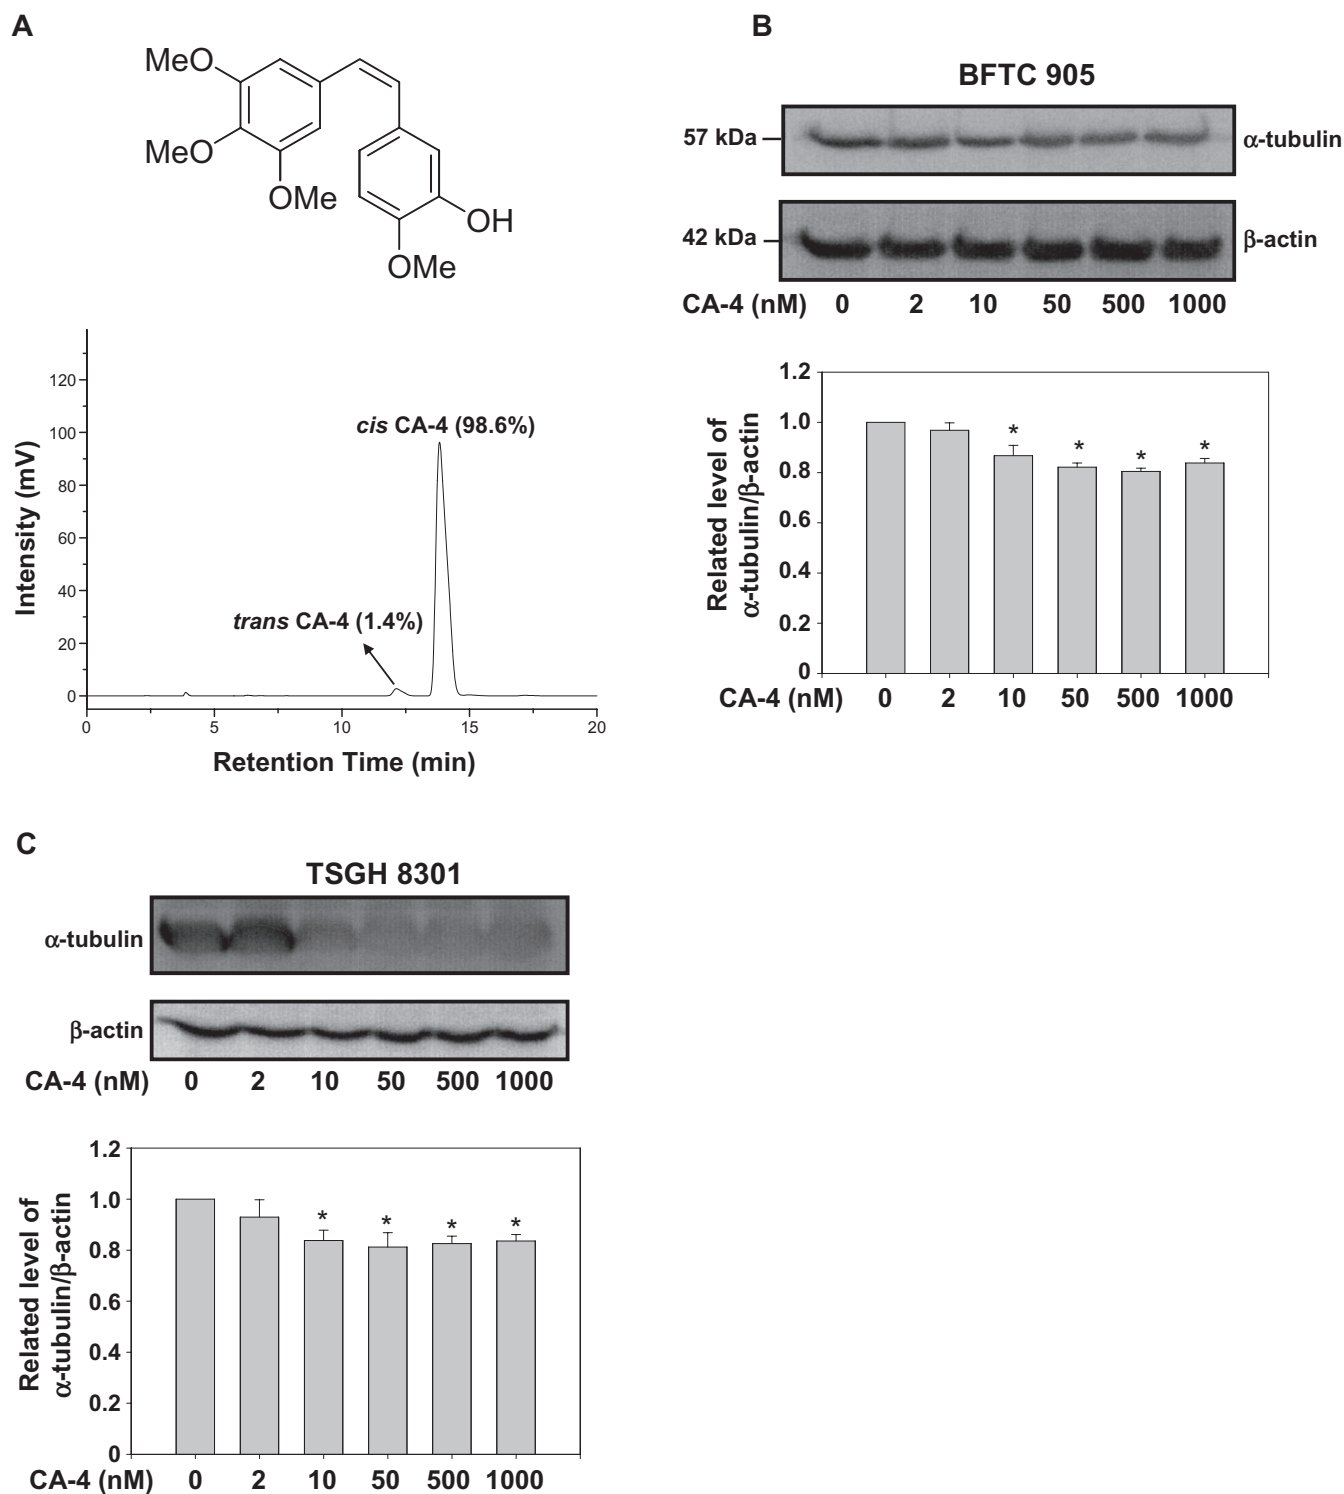 A
MeO
MeO
OMe
OH
OMe
120
100
80
60
40
20
0
Intensity (mV)
cis CA-4 (98.6%)
trans CA-4 (1.4%)
0 5 10 15 20
Retention Time (min)
B
BFTC 905
57 kDa
α-tubulin
42 kDa
β-actin
CA-4 (nM) 0 2 10 50 500 1000
1.2
1.0
0.8
0.6
0.4
0.2
0
Related level of
α-tubulin/β-actin
* * * *
CA-4 (nM) 0 2 10 50 500 1000
C
TSGH 8301
α-tubulin
β-actin
CA-4 (nM) 0 2 10 50 500 1000
1.2
1.0
0.8
0.6
0.4
0.2
0
Related level of
α-tubulin/β-actin
* * * *
CA-4 (nM) 0 2 10 50 500 1000